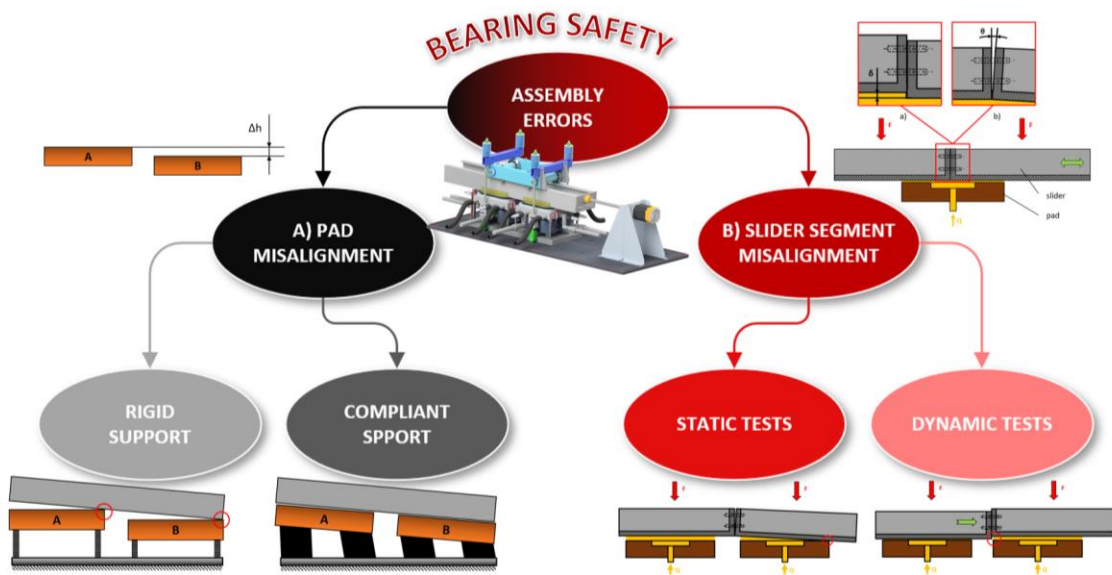 BEARING SAFETY
ASSEMBLY
ERRORS
Δh
A
B
θ
δ
a)
b)
F
F
slider
pad
Q
A) PAD
MISALIGNMENT
B) SLIDER SEGMENT
MISALIGNMENT
RIGID
SUPPORT
COMPLIANT
SPPORT
STATIC TESTS
DYNAMIC TESTS
A
B
A
B
F
F
Q
Q
F
F
Q
Q